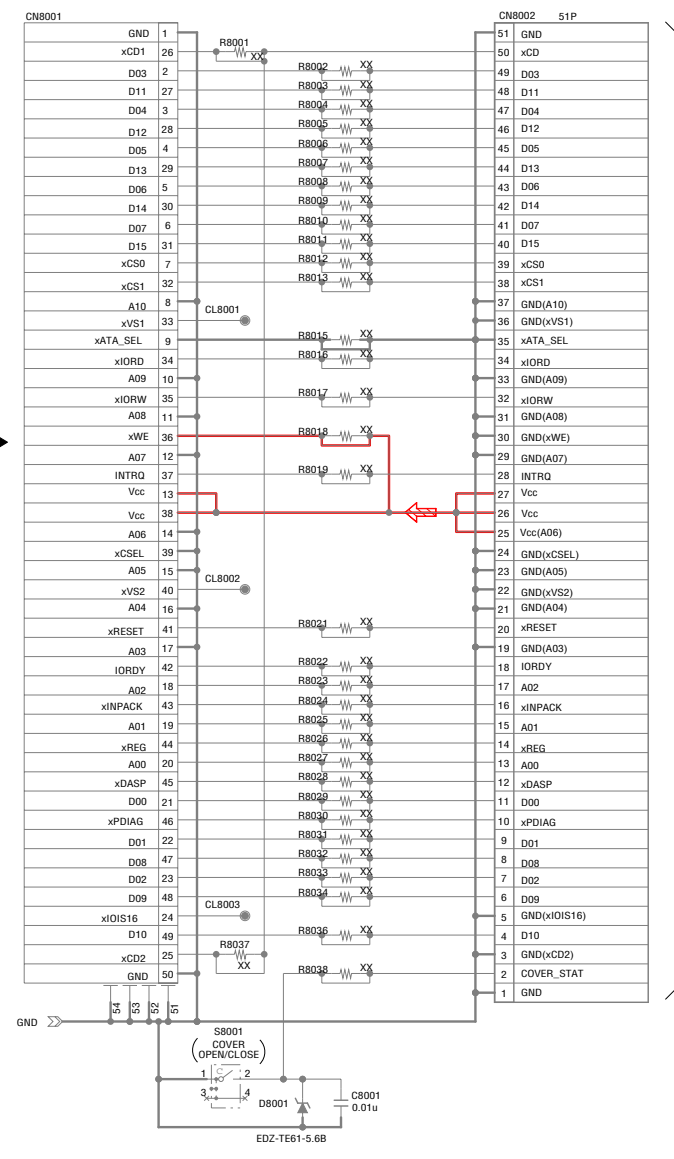 CN8001 CN8002 51P
GND 1 51 GND
xCD1 26 R8001 XX 50 xCD
D03 2 R8002 XX 49 D03
D11 27 R8003 XX 48 D11
D04 3 R8004 XX 47 D04
D12 28 R8005 XX 46 D12
D05 4 R8006 XX 45 D05
D13 29 R8007 XX 44 D13
D06 5 R8008 XX 43 D06
D14 30 R8009 XX 42 D14
D07 6 R8010 XX 41 D07
D15 31 R8011 XX 40 D15
xCS0 7 R8012 XX 39 xCS0
xCS1 32 R8013 XX 38 xCS1
A10 8 37 GND(A10)
xVS1 33 CL8001 36 GND(xVS1)
xATA_SEL 9 R8015 XX 35 xATA_SEL
xIORD 34 R8016 XX 34 xIORD
A09 10 33 GND(A09)
xIORW 35 R8017 XX 32 xIORW
A08 11 31 GND(A08)
xWE 36 R8018 XX 30 GND(xWE)
A07 12 29 GND(A07)
INTRQ 37 R8019 XX 28 INTRQ
Vcc 13 27 Vcc
Vcc 38 26 Vcc
A06 14 25 Vcc(A06)
xCSEL 39 24 GND(xCSEL)
A05 15 23 GND(A05)
xVS2 40 CL8002 22 GND(xVS2)
A04 16 21 GND(A04)
xRESET 41 R8021 XX 20 xRESET
A03 17 19 GND(A03)
IORDY 42 R8022 XX 18 IORDY
A02 18 R8023 XX 17 A02
xINPACK 43 R8024 XX 16 xINPACK
A01 19 R8025 XX 15 A01
xREG 44 R8026 XX 14 xREG
A00 20 R8027 XX 13 A00
xDASP 45 R8028 XX 12 xDASP
D00 21 R8029 XX 11 D00
xPDIAG 46 R8030 XX 10 xPDIAG
D01 22 R8031 XX 9 D01
D08 47 R8032 XX 8 D08
D02 23 R8033 XX 7 D02
D09 48 R8034 XX 6 D09
xIOIS16 24 CL8003 5 GND(xIOIS16)
D10 49 R8036 XX 4 D10
xCD2 25 R8037 XX 3 GND(xCD2)
GND 50 R8038 XX 2 COVER_STAT
1 GND
54 53 52 51
GND
S8001
( COVER
OPEN/CLOSE )
1 2
3 4
D8001
C8001
0.01u
EDZ-TE61-5.6B